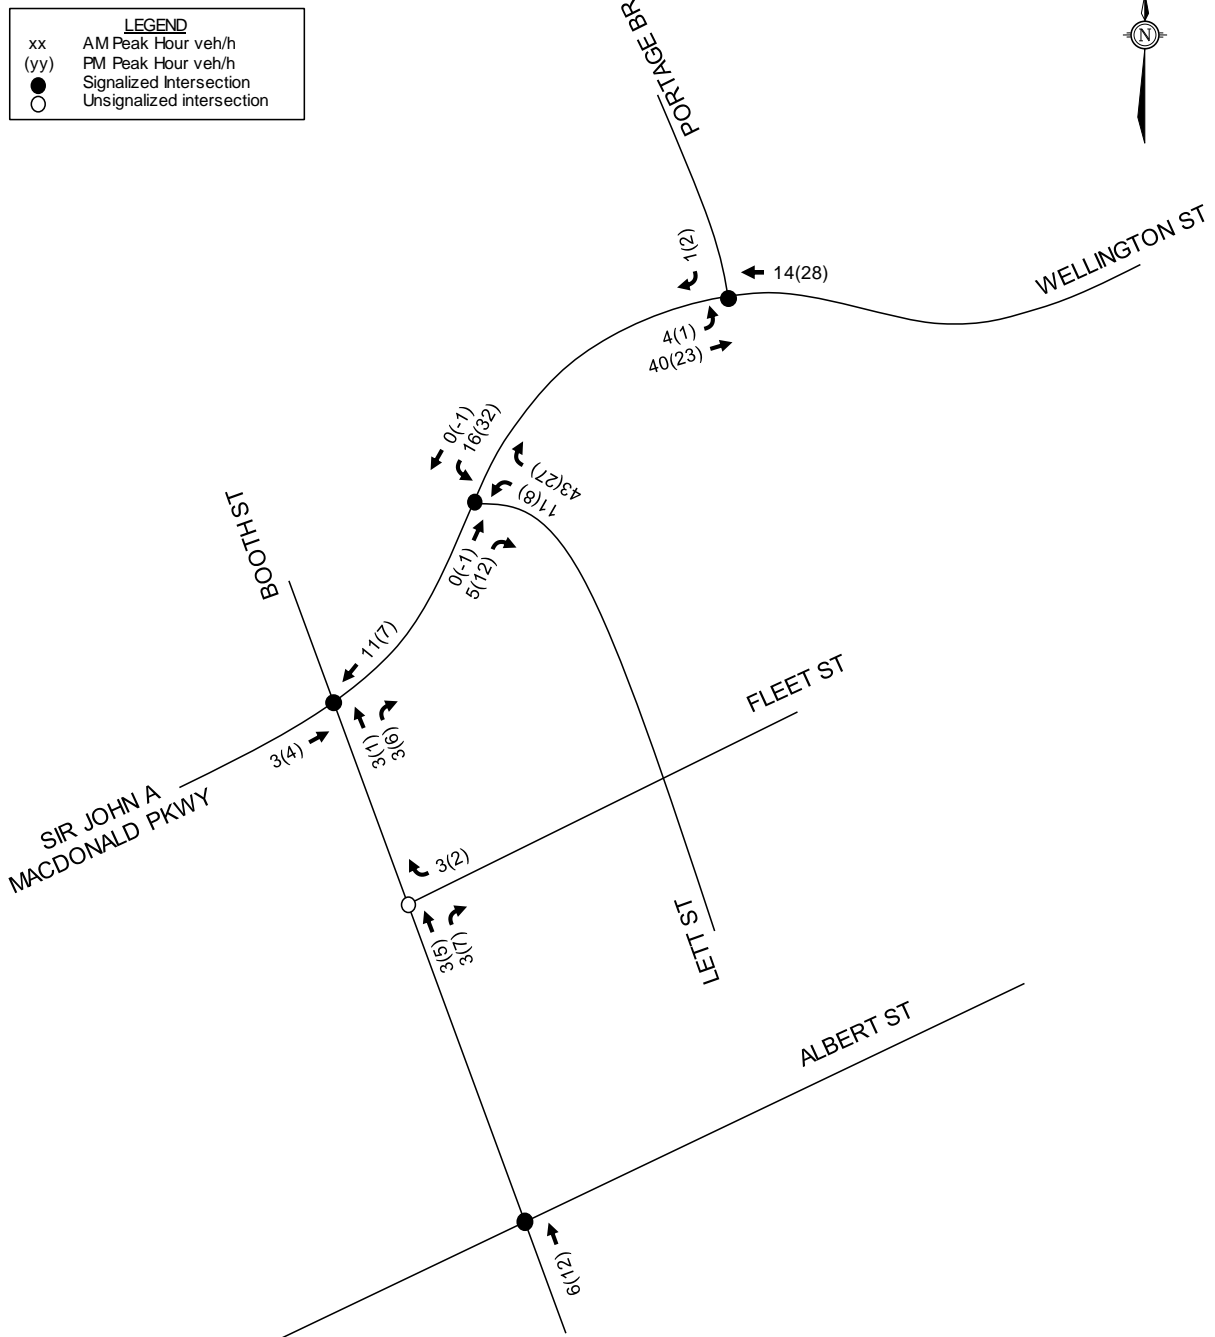 LEGEND
xx AM Peak Hour veh/h
(yy) PM Peak Hour veh/h
Signalized Intersection
Unsignalized intersection
N
PORTAGE BR
WELLINGTON ST
1(2)
14(28)
4(1)
40(23)
0(-1)
16(32)
43(27)
11(8)
0(-1)
5(12)
BOOTH ST
11(7)
3(4)
3(1)
3(6)
SIR JOHN A
MACDONALD PKWY
FLEET ST
3(2)
3(5)
3(7)
LETT ST
ALBERT ST
6(12)